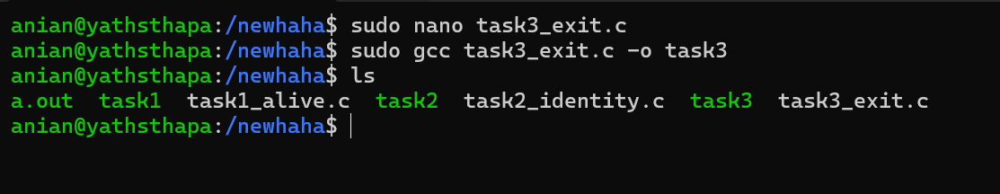 anian@yathsthapa:/newhaha$ sudo nano task3_exit.c
anian@yathsthapa:/newhaha$ sudo gcc task3_exit.c -o task3
anian@yathsthapa:/newhaha$ ls
a.out  task1  task1_alive.c  task2  task2_identity.c  task3  task3_exit.c
anian@yathsthapa:/newhaha$